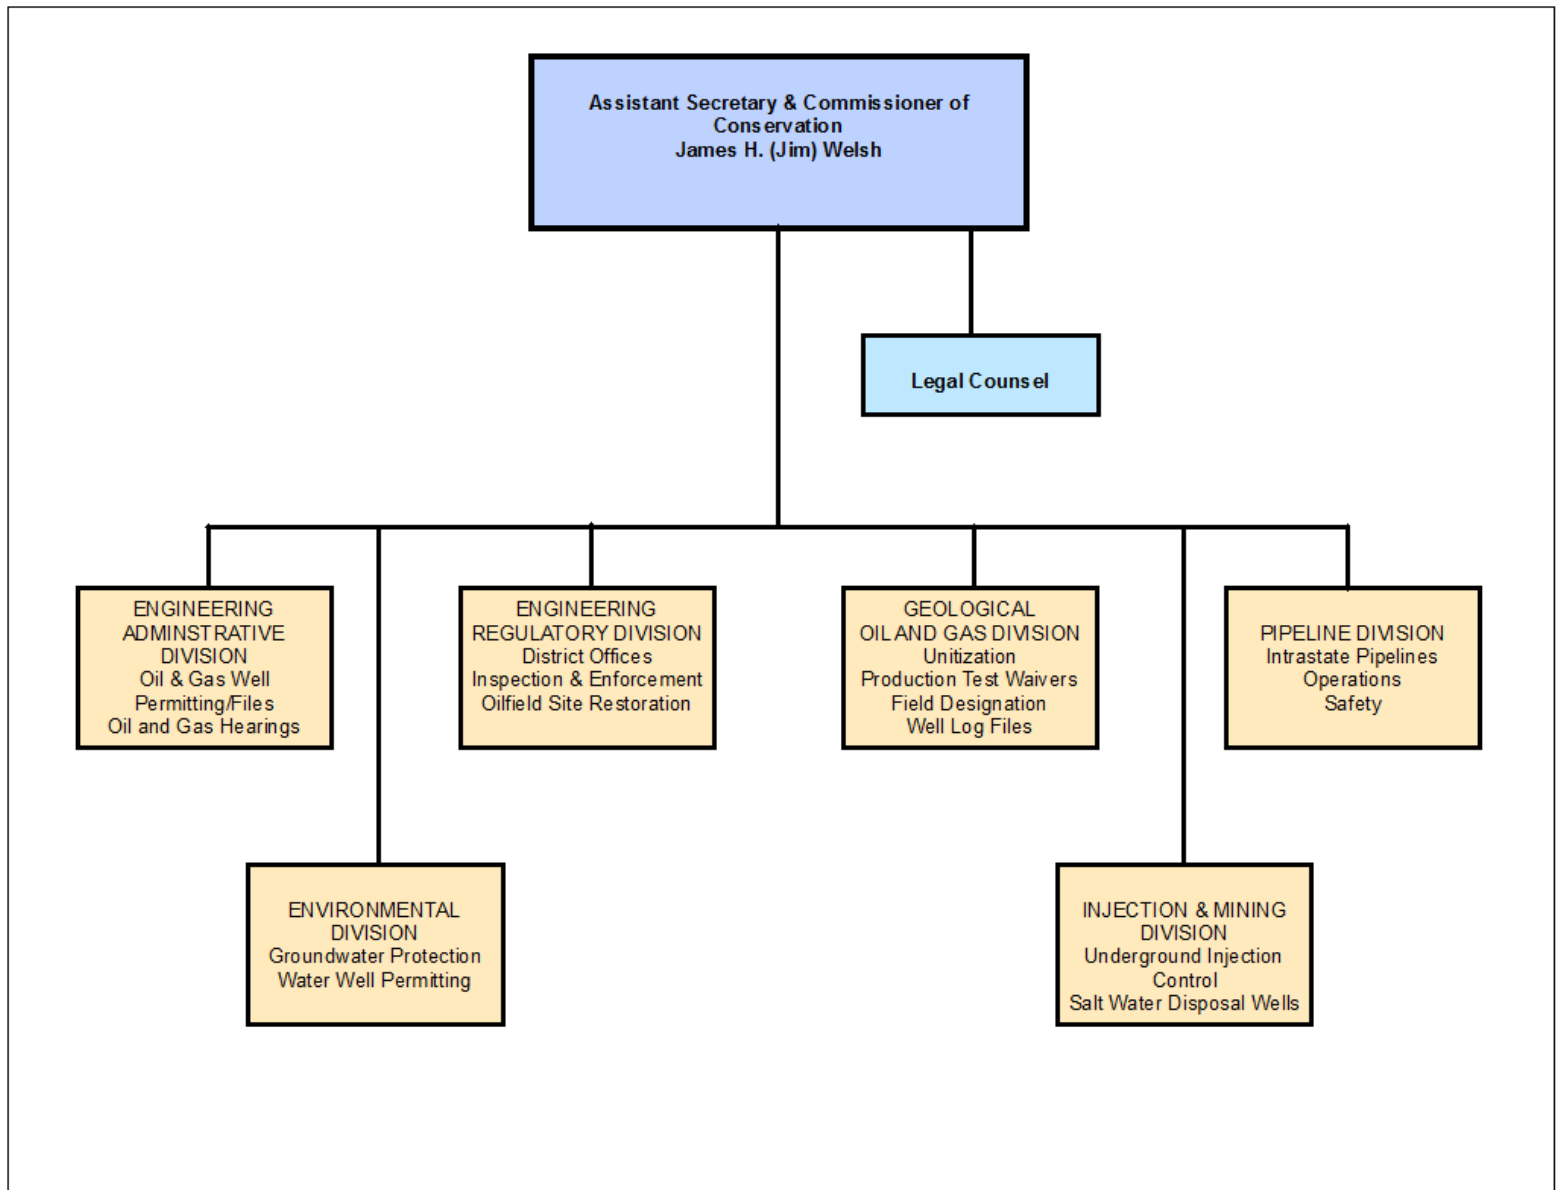 Assistant Secretary & Commissioner of
Conservation
James H. (Jim) Welsh
Legal Counsel
ENGINEERING
ADMINSTRATIVE
DIVISION
Oil & Gas Well
Permitting/Files
Oil and Gas Hearings
ENGINEERING
REGULATORY DIVISION
District Offices
Inspection & Enforcement
Oilfield Site Restoration
GEOLOGICAL
OIL AND GAS DIVISION
Unitization
Production Test Waivers
Field Designation
Well Log Files
PIPELINE DIVISION
Intrastate Pipelines
Operations
Safety
ENVIRONMENTAL
DIVISION
Groundwater Protection
Water Well Permitting
INJECTION & MINING
DIVISION
Underground Injection
Control
Salt Water Disposal Wells